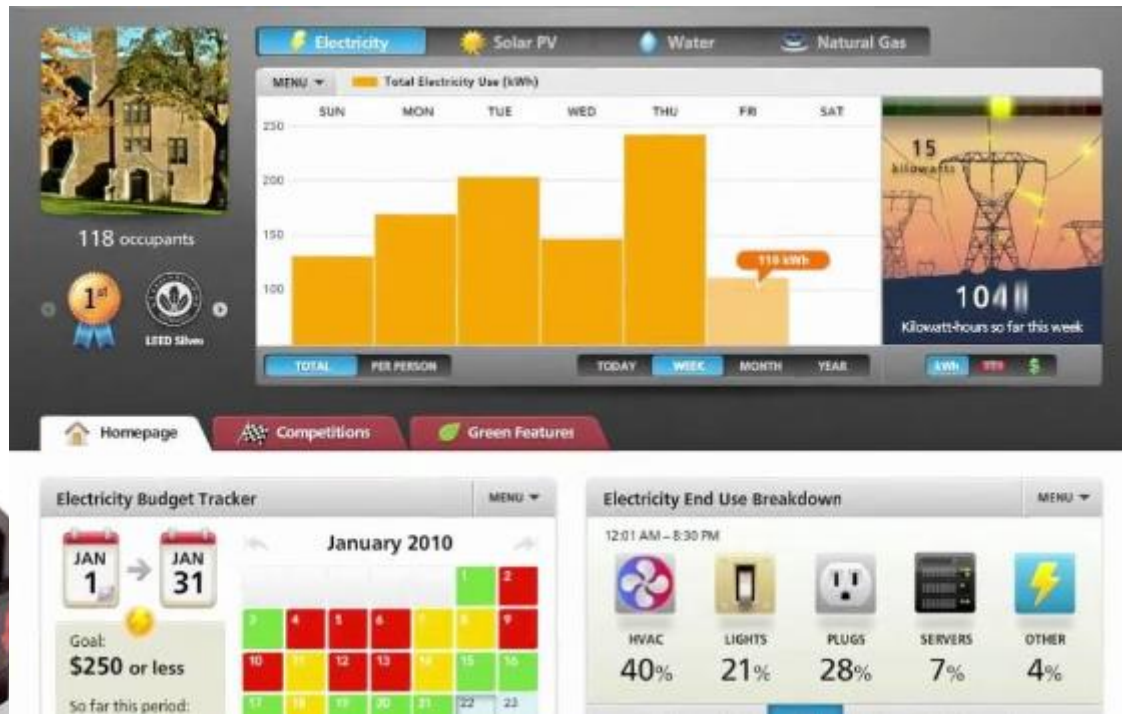 Electricity
Solar PV
Water
Natural Gas
MENU
Total Electricity Use (kWh)
SUN MON TUE WED THU FRI SAT
250
200
150
100
110 kWh
15
kilowatts
Kilowatt-hours so far this week
118 occupants
1st
LEED Silver
TOTAL PER PERSON
TODAY WEEK MONTH YEAR
kWh $
Homepage
Competitions
Green Features
Electricity Budget Tracker
MENU
JAN
1
JAN
31
Goal:
$250 or less
So far this period:
January 2010
1 2
3 4 5 6 7 8 9
10 11 12 13 14 15 16
17 18 19 20 21 22 23
Electricity End Use Breakdown
MENU
12:01 AM – 8:30 PM
HVAC LIGHTS PLUGS SERVERS OTHER
40% 21% 28% 7% 4%